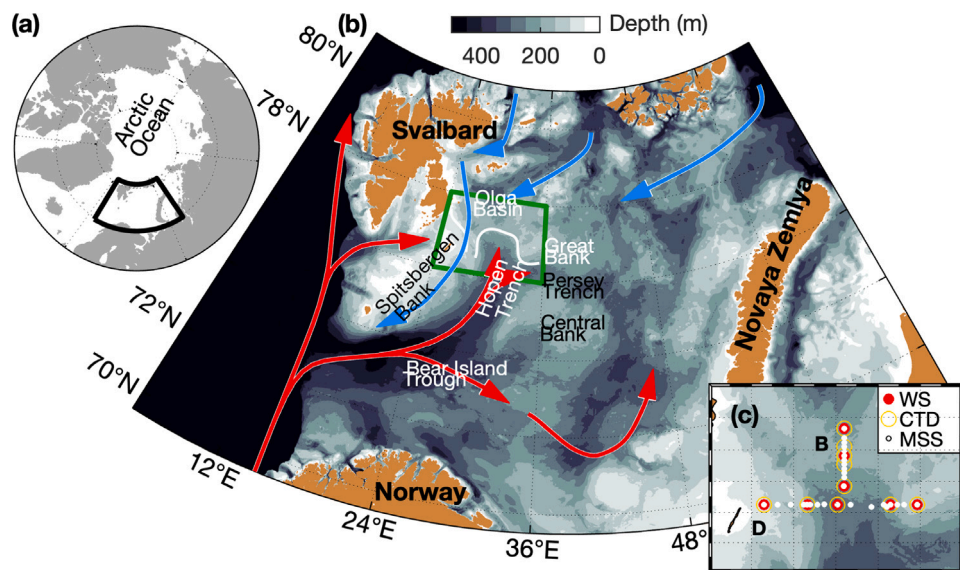 (a)
Arctic
Ocean
(b)
Depth (m)
400 200 0
80°N
78°N
72°N
70°N
12°E
24°E
36°E
48°
Svalbard
Olga
Basin
Great
Bank
Spitsbergen
Bank
Hopen
Trench
Persey
Trench
Central
Bank
Bear Island
Trough
Novaya Zemlya
Norway
(c)
WS
CTD
MSS
B
D